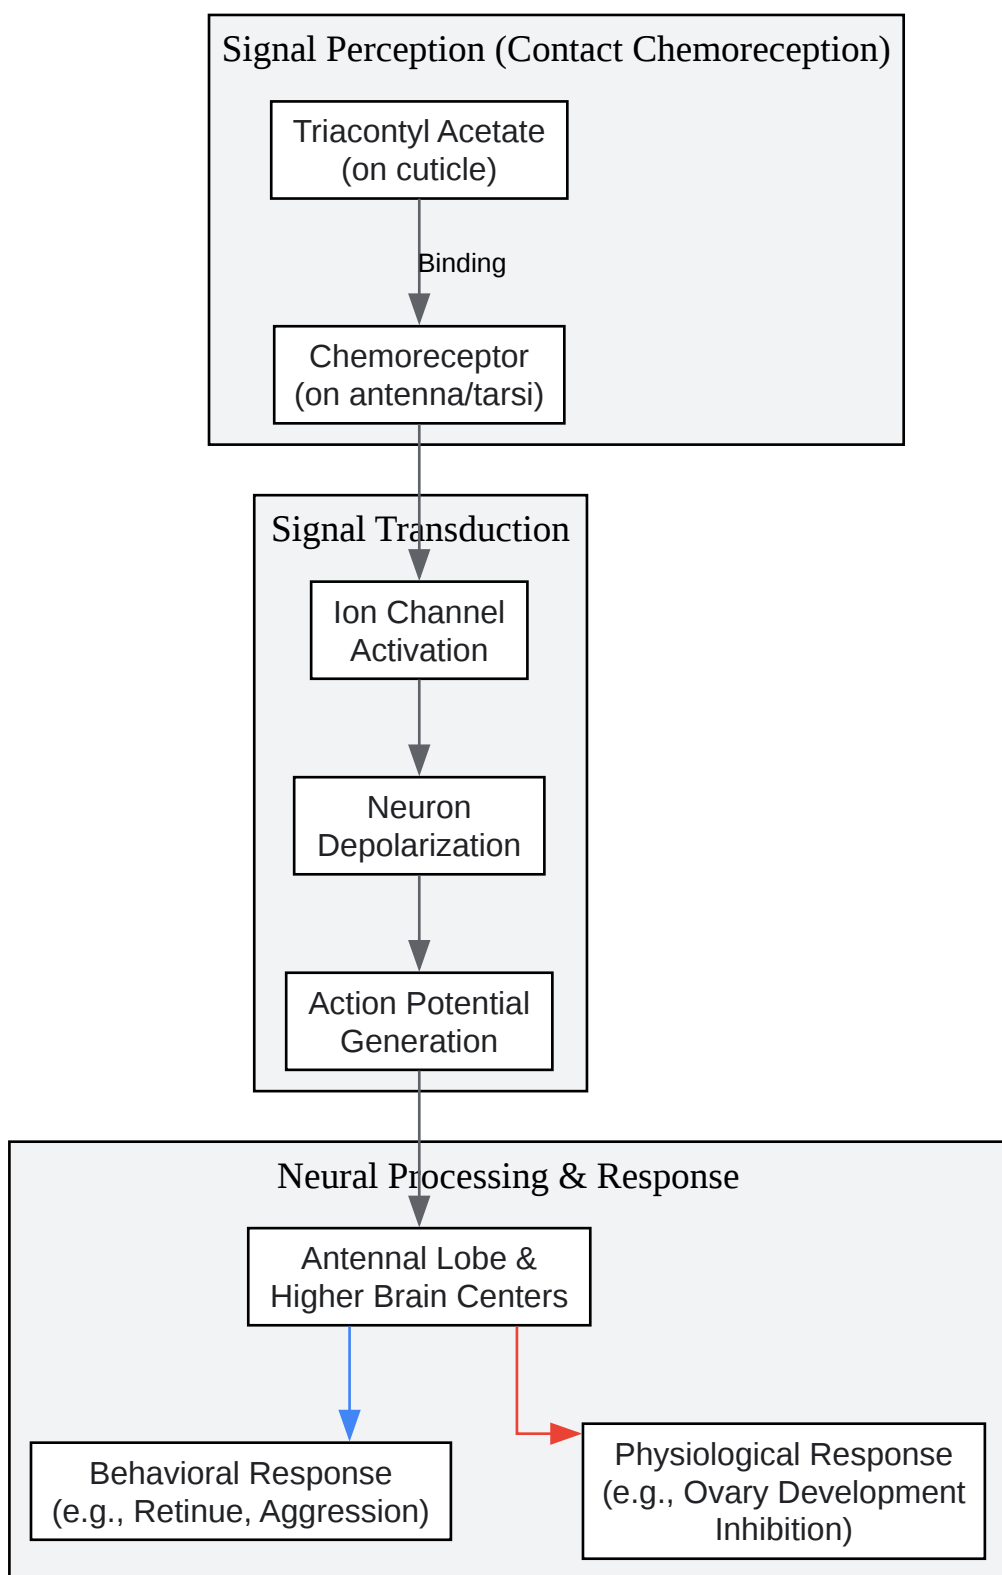 Signal Perception (Contact Chemoreception)
Triacontyl Acetate
(on cuticle)
Binding
Chemoreceptor
(on antenna/tarsi)
Signal Transduction
Ion Channel
Activation
Neuron
Depolarization
Action Potential
Generation
Neural Processing & Response
Antennal Lobe &
Higher Brain Centers
Behavioral Response
(e.g., Retinue, Aggression)
Physiological Response
(e.g., Ovary Development
Inhibition)